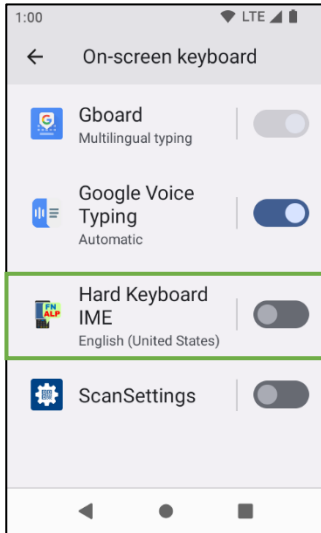 1:00
LTE
On-screen keyboard
Gboard
Multilingual typing
Google Voice
Typing
Automatic
FN
ALP
Hard Keyboard
IME
English (United States)
ScanSettings